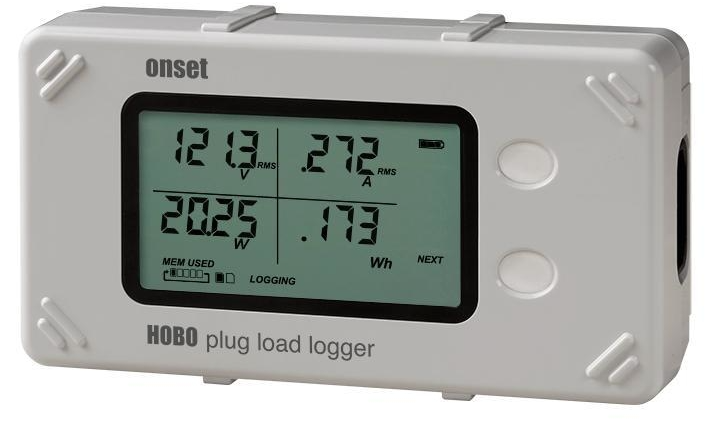 onset
121.3 V RMS .272 A RMS
20.25 W .173 Wh NEXT
MEM USED
LOGGING
HOBO plug load logger